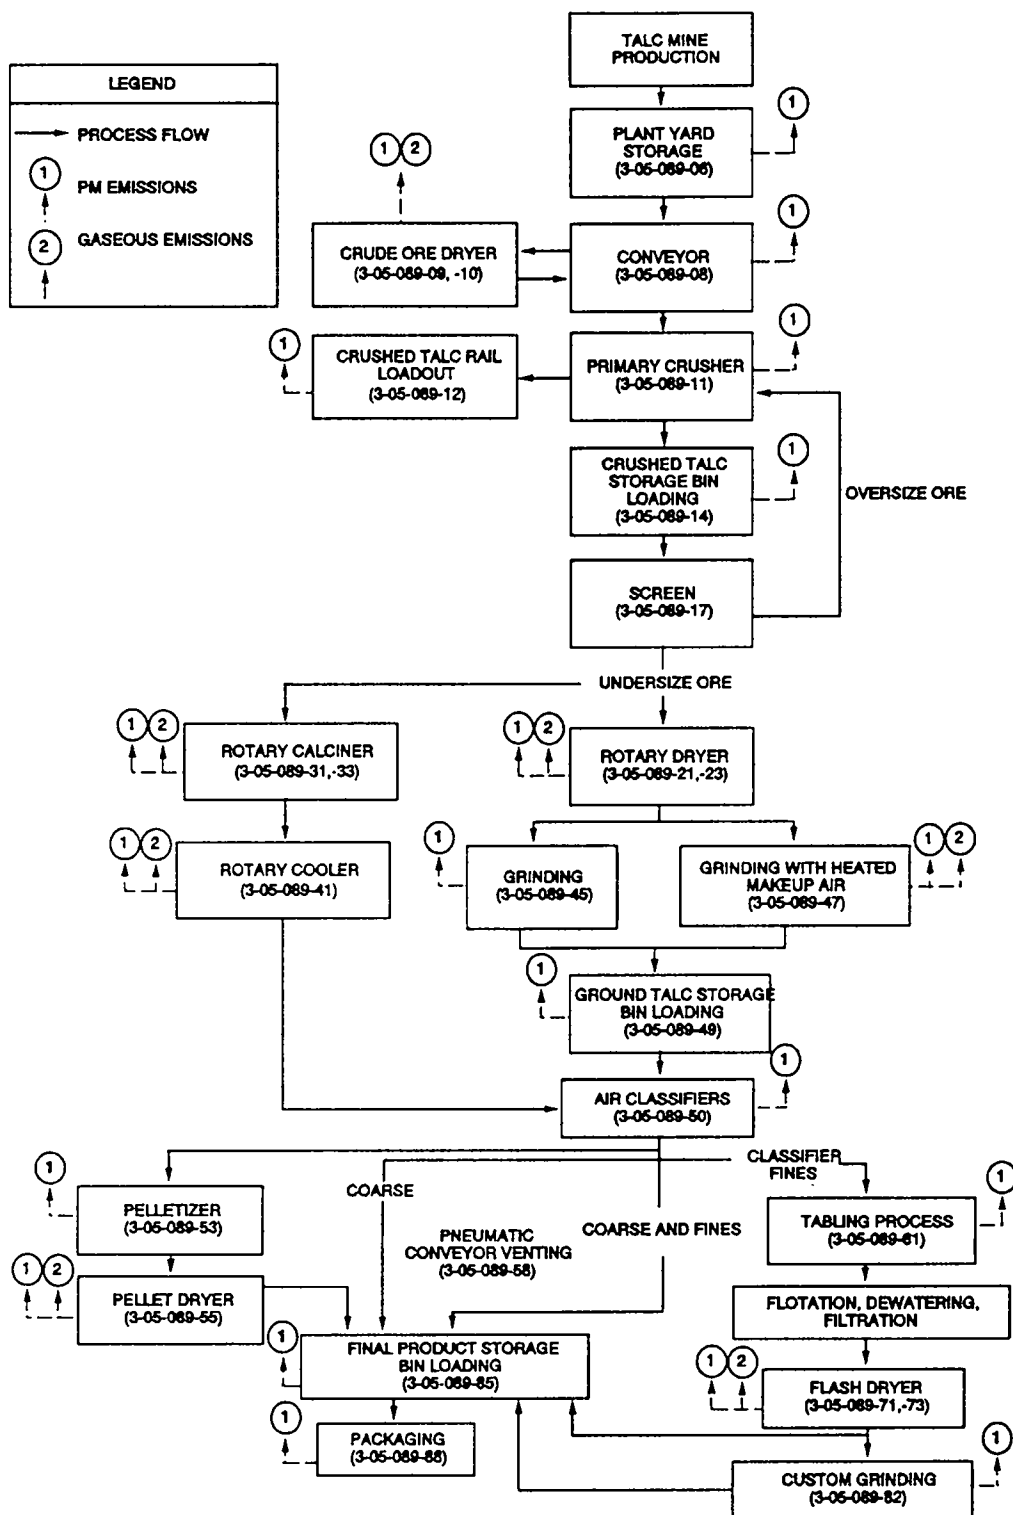 TALC MINE
PRODUCTION
LEGEND
PROCESS FLOW
1
PM EMISSIONS
2
GASEOUS EMISSIONS
PLANT YARD
STORAGE
(3-05-089-06)
1
1 2
CRUDE ORE DRYER
(3-05-089-09, -10)
CONVEYOR
(3-05-089-08)
1
1
CRUSHED TALC RAIL
LOADOUT
(3-05-089-12)
PRIMARY CRUSHER
(3-05-089-11)
1
CRUSHED TALC
STORAGE BIN
LOADING
(3-05-089-14)
1
OVERSIZE ORE
SCREEN
(3-05-089-17)
UNDERSIZE ORE
1 2
ROTARY CALCINER
(3-05-089-31,-33)
1 2
ROTARY DRYER
(3-05-089-21,-23)
1 2
ROTARY COOLER
(3-05-089-41)
1
GRINDING
(3-05-089-45)
GRINDING WITH HEATED
MAKEUP AIR
(3-05-089-47)
1 2
1
GROUND TALC STORAGE
BIN LOADING
(3-05-089-49)
AIR CLASSIFIERS
(3-05-089-50)
1
CLASSIFIER
FINES
1
PELLETIZER
(3-05-089-53)
COARSE
PNEUMATIC
CONVEYOR VENTING
(3-05-089-58)
COARSE AND FINES
TABLING PROCESS
(3-05-089-61)
1
1 2
PELLET DRYER
(3-05-089-55)
FLOTATION, DEWATERING,
FILTRATION
1
FINAL PRODUCT STORAGE
BIN LOADING
(3-05-089-85)
1 2
FLASH DRYER
(3-05-089-71,-73)
1
PACKAGING
(3-05-089-88)
CUSTOM GRINDING
(3-05-089-82)
1